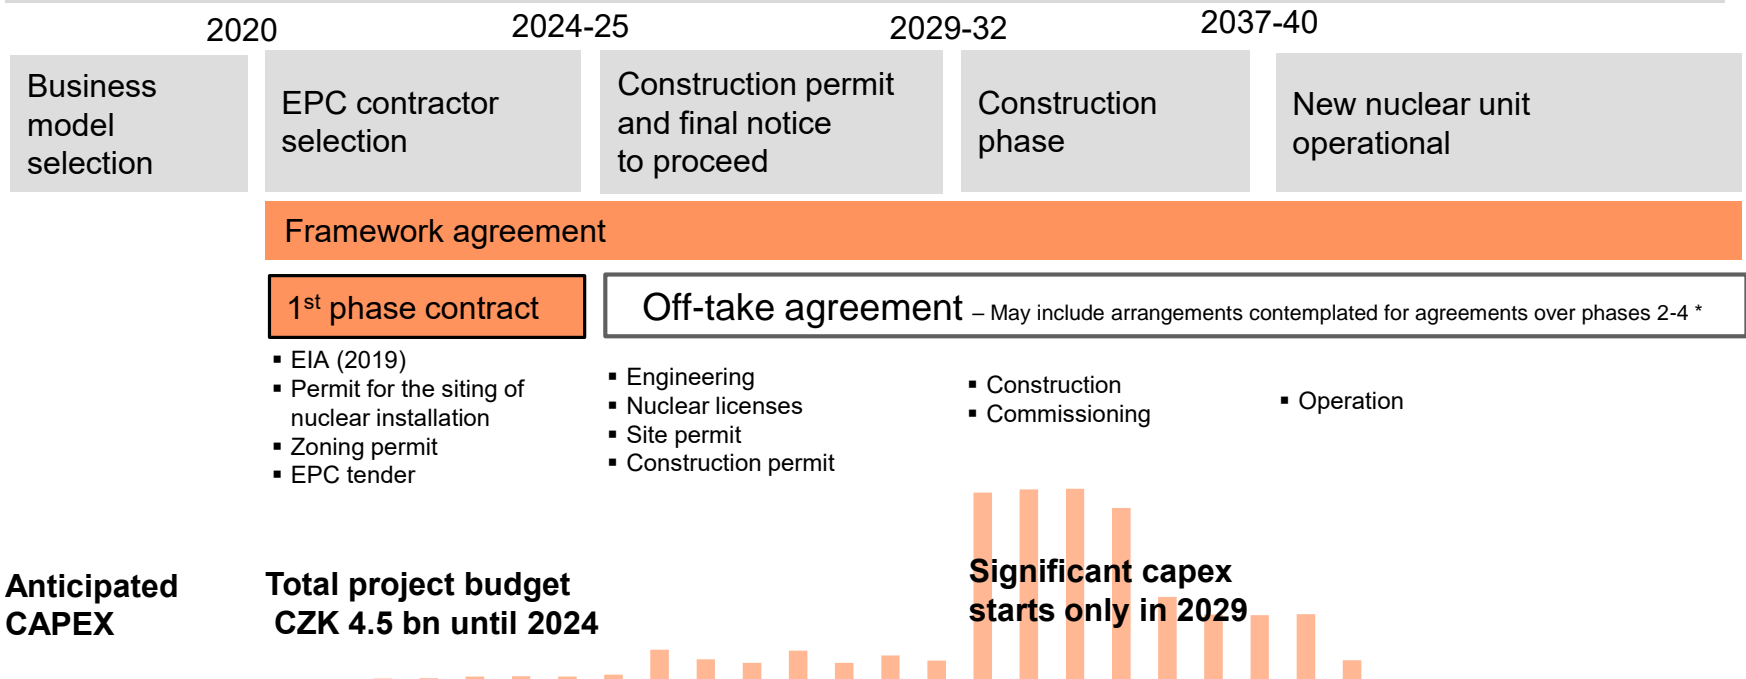 2020
2024-25
2029-32
2037-40
Business
model
selection
EPC contractor
selection
Construction permit
and final notice
to proceed
Construction
phase
New nuclear unit
operational
Framework agreement
1st phase contract
Off-take agreement – May include arrangements contemplated for agreements over phases 2-4 *
▪ EIA (2019)
▪ Permit for the siting of
nuclear installation
▪ Zoning permit
▪ EPC tender
▪ Engineering
▪ Nuclear licenses
▪ Site permit
▪ Construction permit
▪ Construction
▪ Commissioning
▪ Operation
Anticipated
CAPEX
Total project budget
CZK 4.5 bn until 2024
Significant capex
starts only in 2029